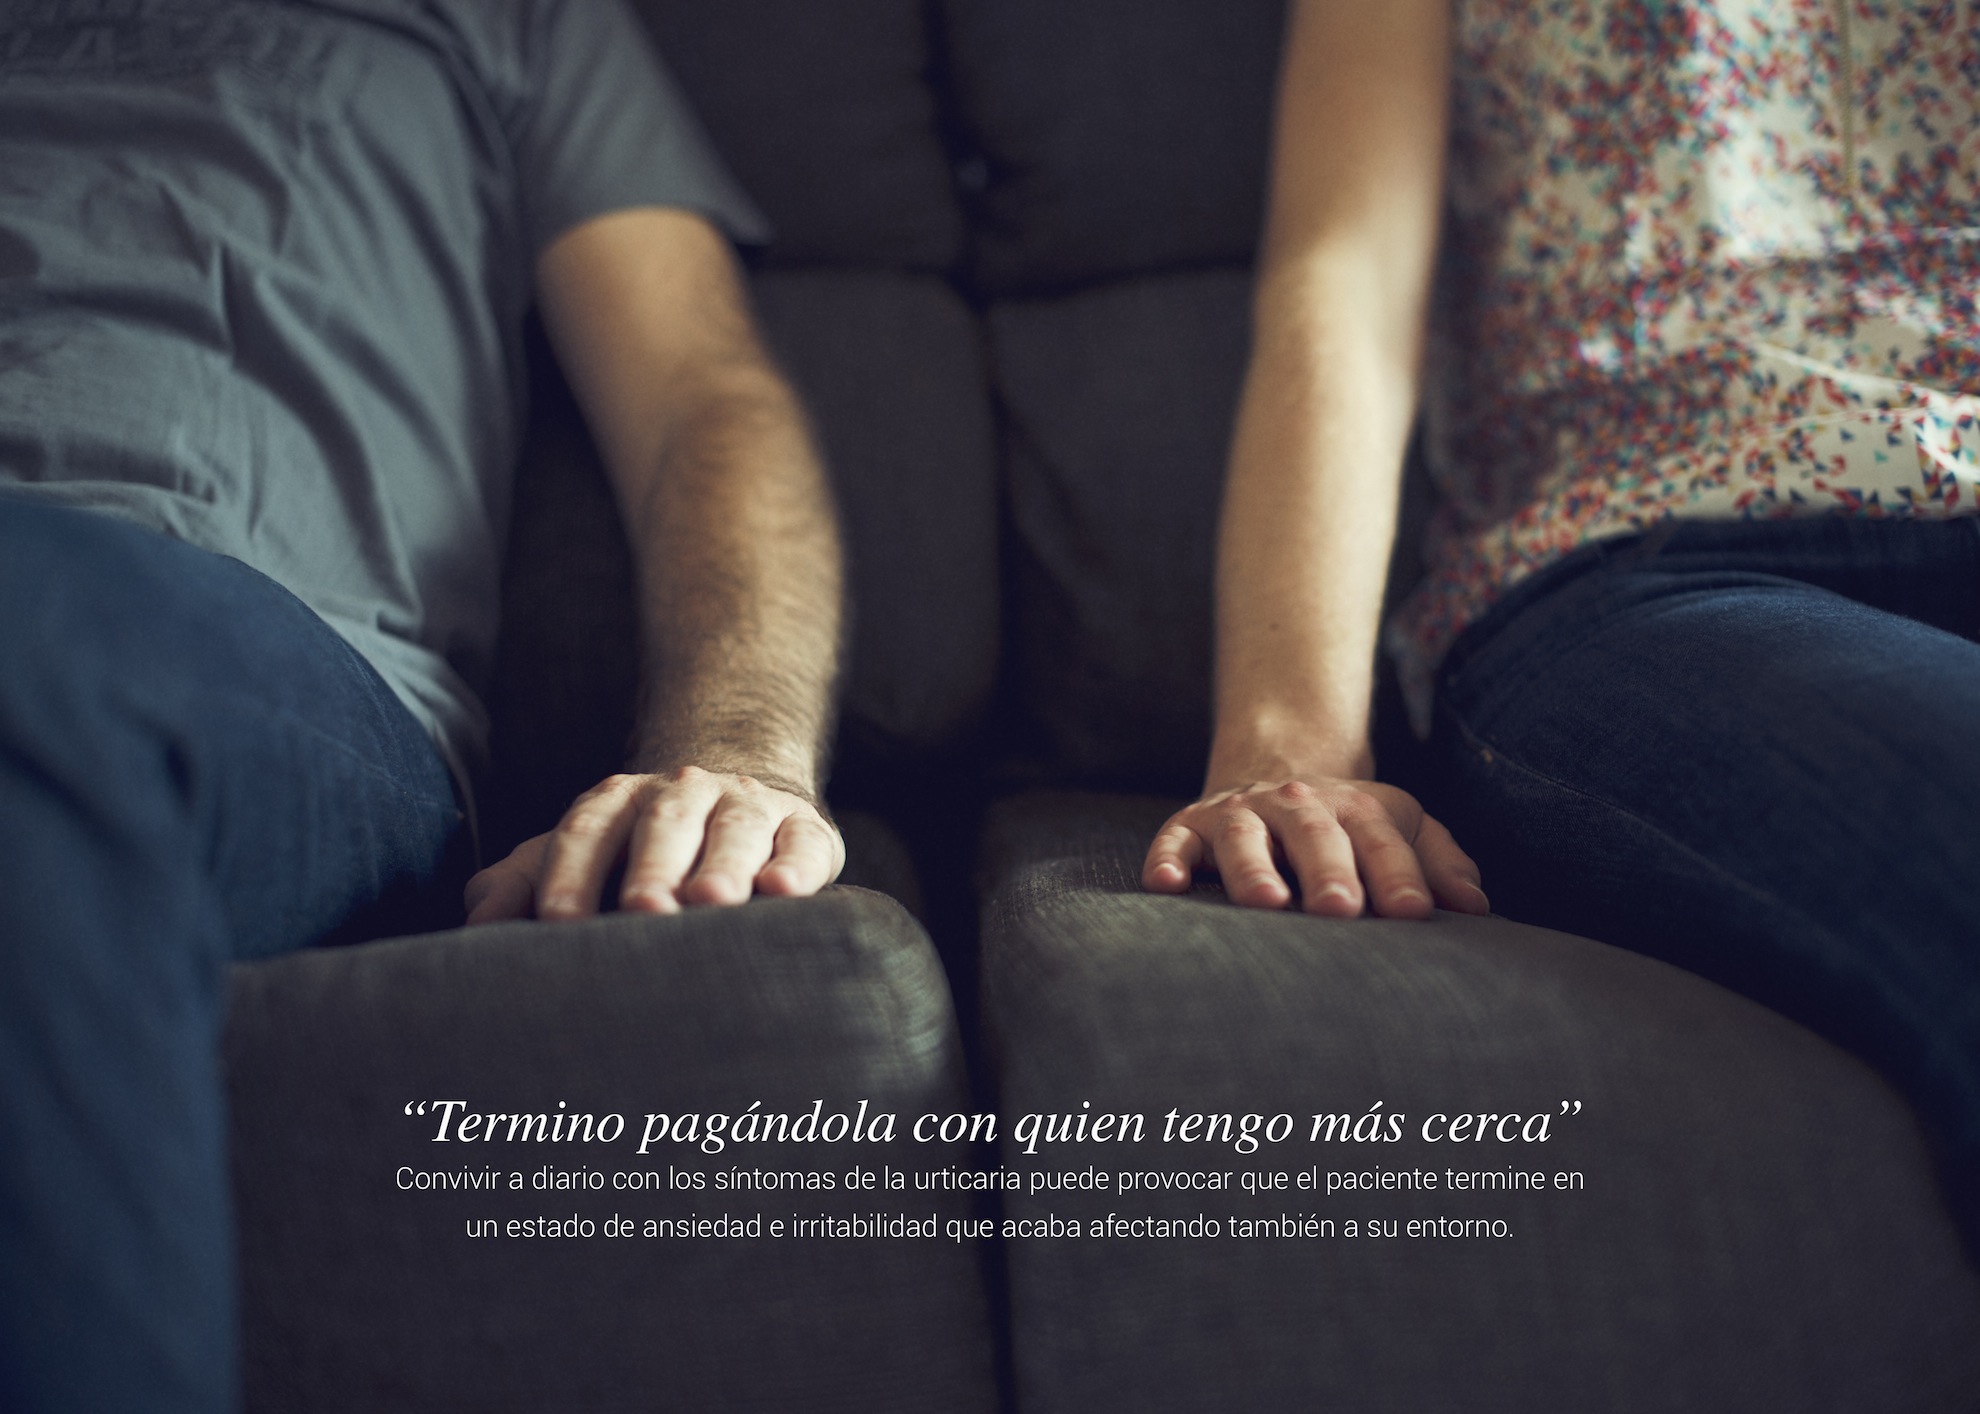 “Termino pagándola con quien tengo más cerca”
Convivir a diario con los síntomas de la urticaria puede provocar que el paciente termine en
un estado de ansiedad e irritabilidad que acaba afectando también a su entorno.